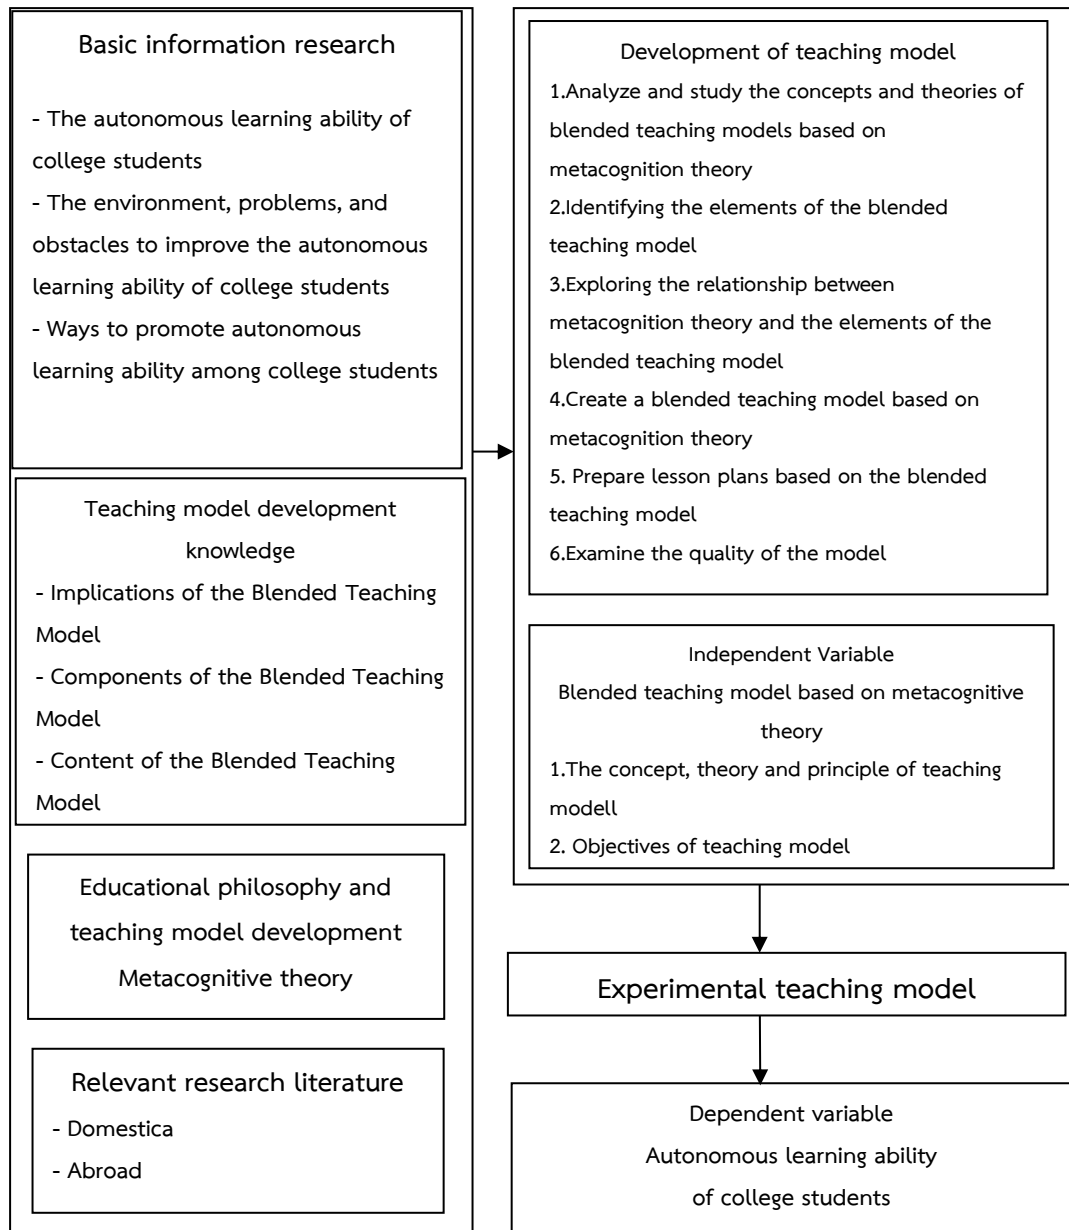 Basic information research
- The autonomous learning ability of
college students
- The environment, problems, and
obstacles to improve the autonomous
learning ability of college students
- Ways to promote autonomous
learning ability among college students
Teaching model development
knowledge
- Implications of the Blended Teaching
Model
- Components of the Blended Teaching
Model
- Content of the Blended Teaching
Model
Educational philosophy and
teaching model development
Metacognitive theory
Relevant research literature
- Domestica
- Abroad
Development of teaching model
1.Analyze and study the concepts and theories of
blended teaching models based on
metacognition theory
2.Identifying the elements of the blended
teaching model
3.Exploring the relationship between
metacognition theory and the elements of the
blended teaching model
4.Create a blended teaching model based on
metacognition theory
5. Prepare lesson plans based on the blended
teaching model
6.Examine the quality of the model
Independent Variable
Blended teaching model based on metacognitive
theory
1.The concept, theory and principle of teaching
modell
2. Objectives of teaching model
Experimental teaching model
Dependent variable
Autonomous learning ability
of college students